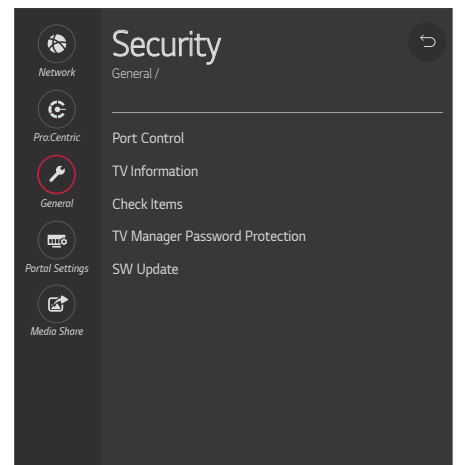 Security
General /
Network
Pro:Centric
General
Portal Settings
Media Share
Port Control
TV Information
Check Items
TV Manager Password Protection
SW Update